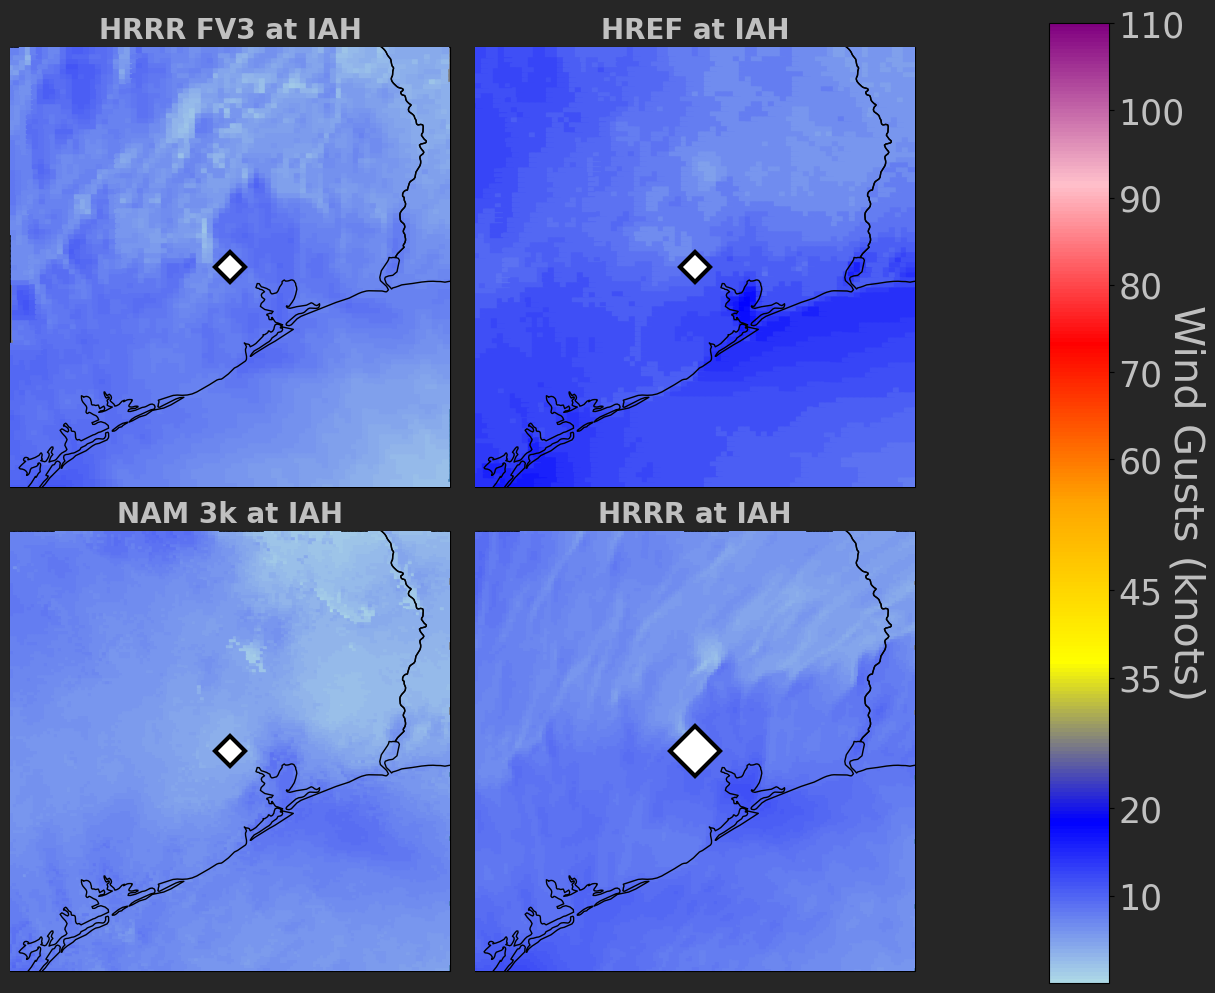 HRRR FV3 at IAH
HREF at IAH
NAM 3k at IAH
HRRR at IAH
110
100
90
80
70
60
45
35
20
10
Wind Gusts (knots)